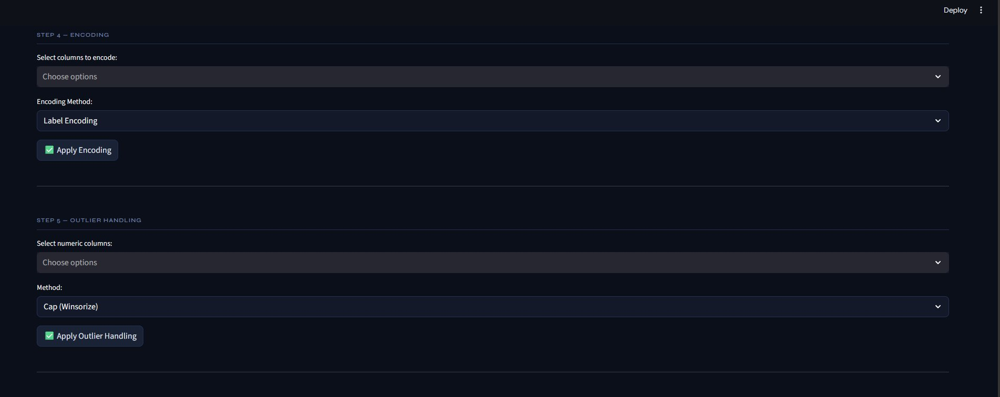 Deploy
STEP 4 — ENCODING
Select columns to encode:
Choose options
Encoding Method:
Label Encoding
✅ Apply Encoding
STEP 5 — OUTLIER HANDLING
Select numeric columns:
Choose options
Method:
Cap (Winsorize)
✅ Apply Outlier Handling